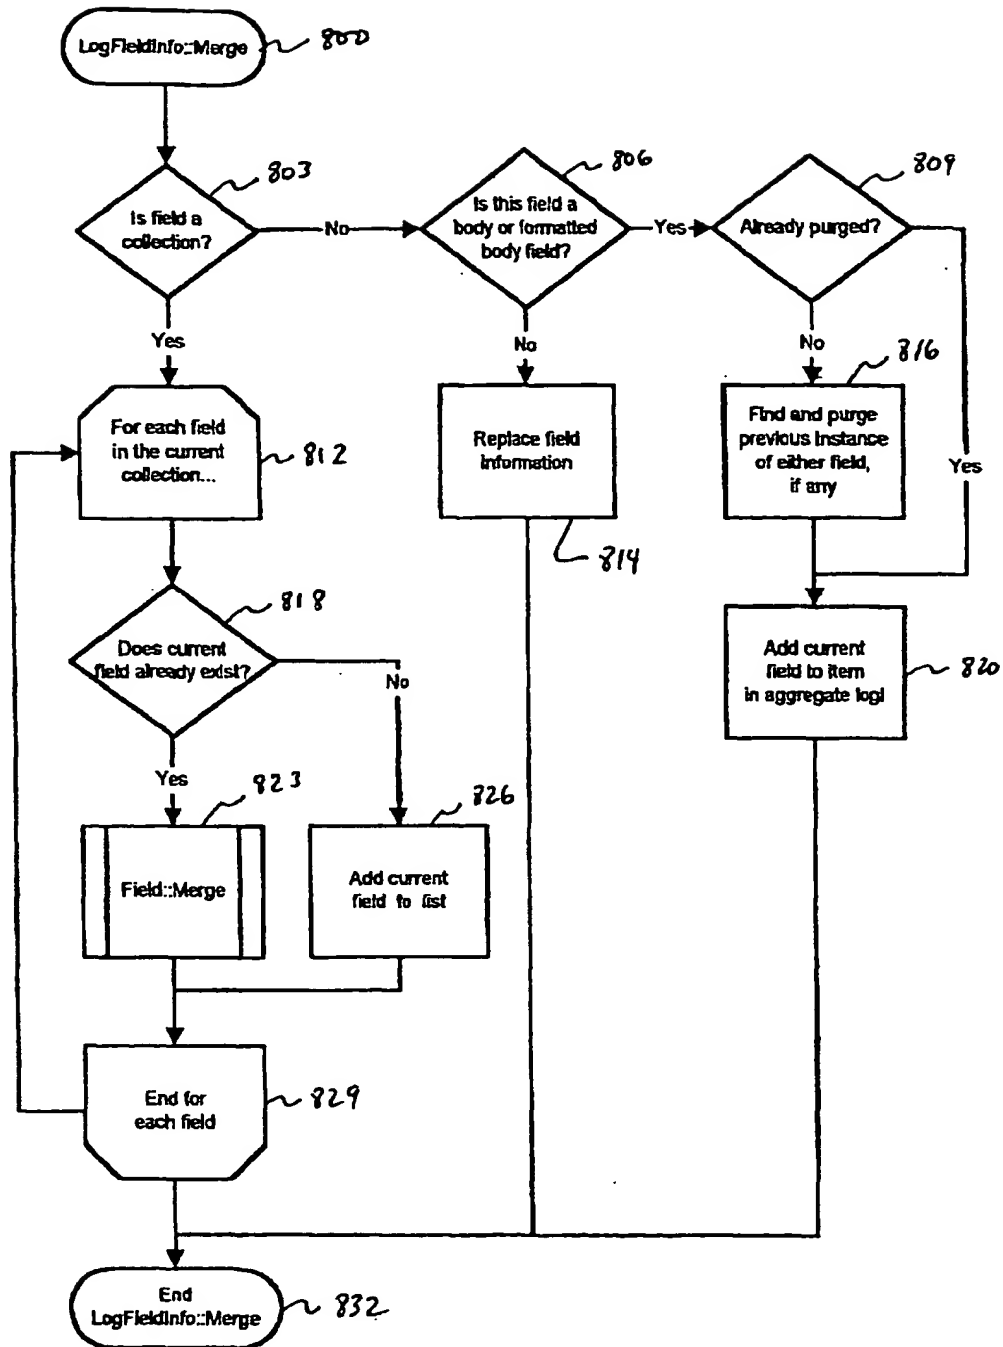 LogFieldInfo::Merge
800
803
Is field a
collection?
No
806
Is this field a
body or formatted
body field?
Yes
809
Already purged?
Yes
No
No
Yes
For each field
in the current
collection...
812
Replace field
information
814
816
Find and purge
previous instance
of either field,
if any
818
Does current
field already exist?
No
Yes
Add current
field to item
in aggregate logl
820
823
Field::Merge
826
Add current
field to list
End for
each field
829
End
LogFieldInfo::Merge
832